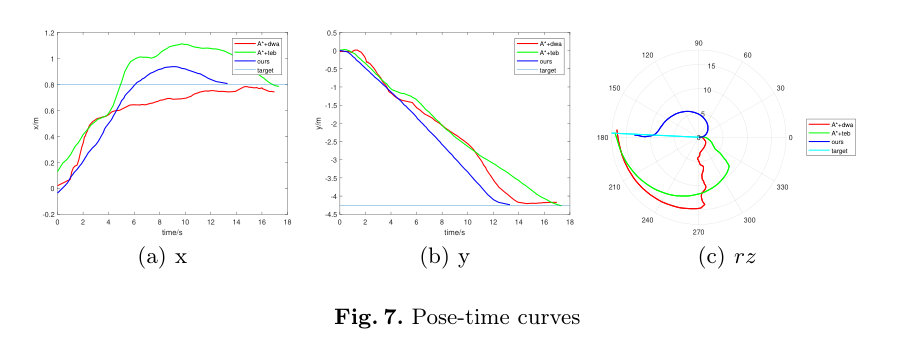 1.2
1
0.8
0.6
0.4
0.2
0
-0.2
x/m
0 2 4 6 8 10 12 14 16 18
time/s
A*+dwa
A*+teb
ours
target
(a) x
0.5
0
-0.5
-1
-1.5
-2
-2.5
-3
-3.5
-4
-4.5
y/m
0 2 4 6 8 10 12 14 16 18
time/s
A*+dwa
A*+teb
ours
target
(b) y
90
120 60
150 30
180 0
210 330
240 300
270
15
10
5
0
A*+dwa
A*+teb
ours
target
(c) rz
Fig. 7. Pose-time curves